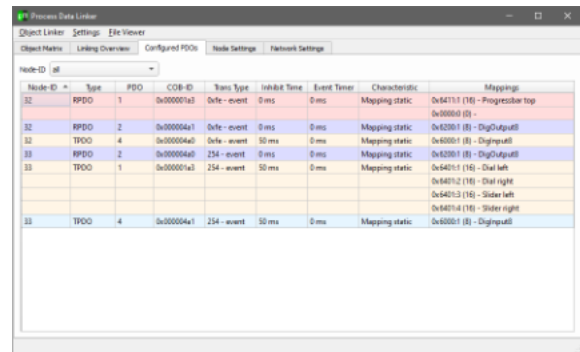 Process Data Linker
Object Linker Settings File Viewer
Object Matrix Linking Overview Configured PDOs Node Settings Network Settings
Node-ID all
Node-ID Type PDO COB-ID Trans Type Inhibit Time Event Timer Characteristic Mappings
32 RPDO 1 0x000001a3 0xfe - event 0 ms 0 ms Mapping static 0x6411:1 (16) - Progressbar top
0x0000:0 (0) -
32 RPDO 2 0x000004a1 0xfe - event 0 ms 0 ms Mapping static 0x6200:1 (8) - DigOutput8
32 TPDO 4 0x000004a0 0xfe - event 50 ms 0 ms Mapping static 0x6000:1 (8) - DigInput8
33 RPDO 2 0x000004a0 254 - event 0 ms 0 ms Mapping static 0x6200:1 (8) - DigOutput8
33 TPDO 1 0x000001a3 254 - event 50 ms 0 ms Mapping static 0x6401:1 (16) - Dial left
0x6401:2 (16) - Dial right
0x6401:3 (16) - Slider left
0x6401:4 (16) - Slider right
33 TPDO 4 0x000004a1 254 - event 50 ms 0 ms Mapping static 0x6000:1 (8) - DigInput8